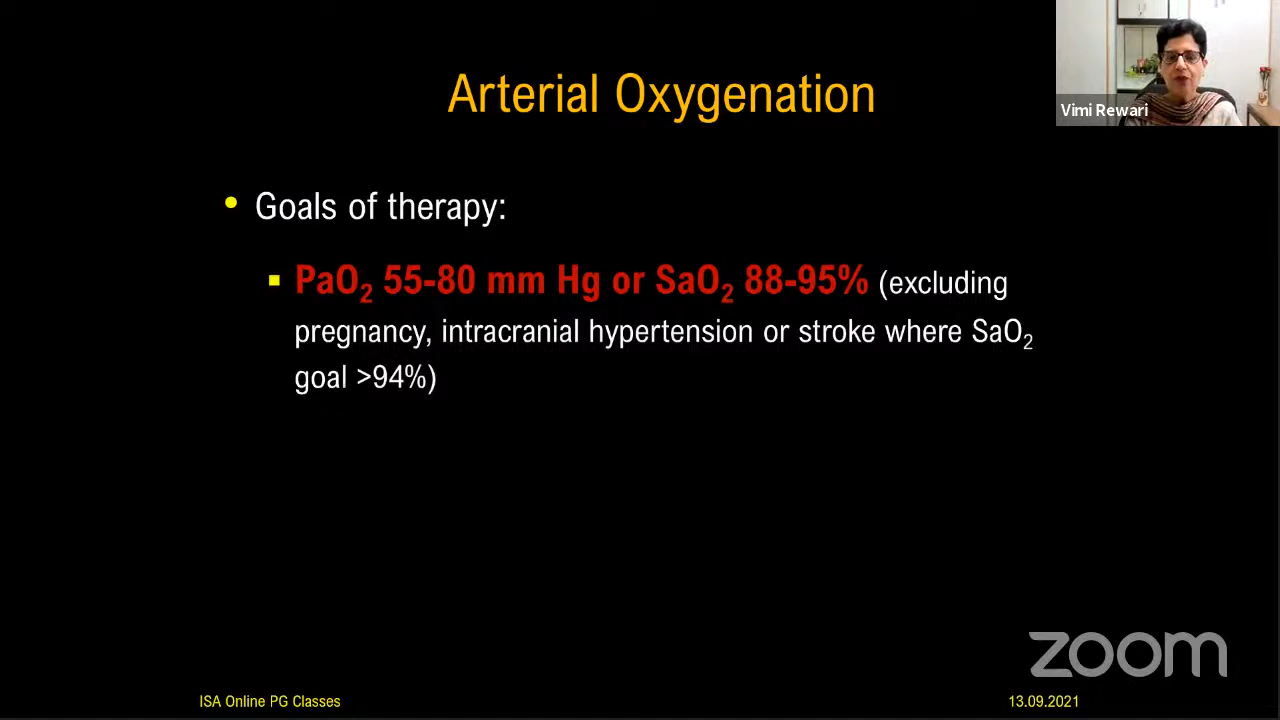 Arterial Oxygenation
Vimi Rewari
• Goals of therapy:
▪ PaO₂ 55-80 mm Hg or SaO₂ 88-95% (excluding
pregnancy, intracranial hypertension or stroke where SaO₂
goal >94%)
zoom
ISA Online PG Classes
13.09.2021